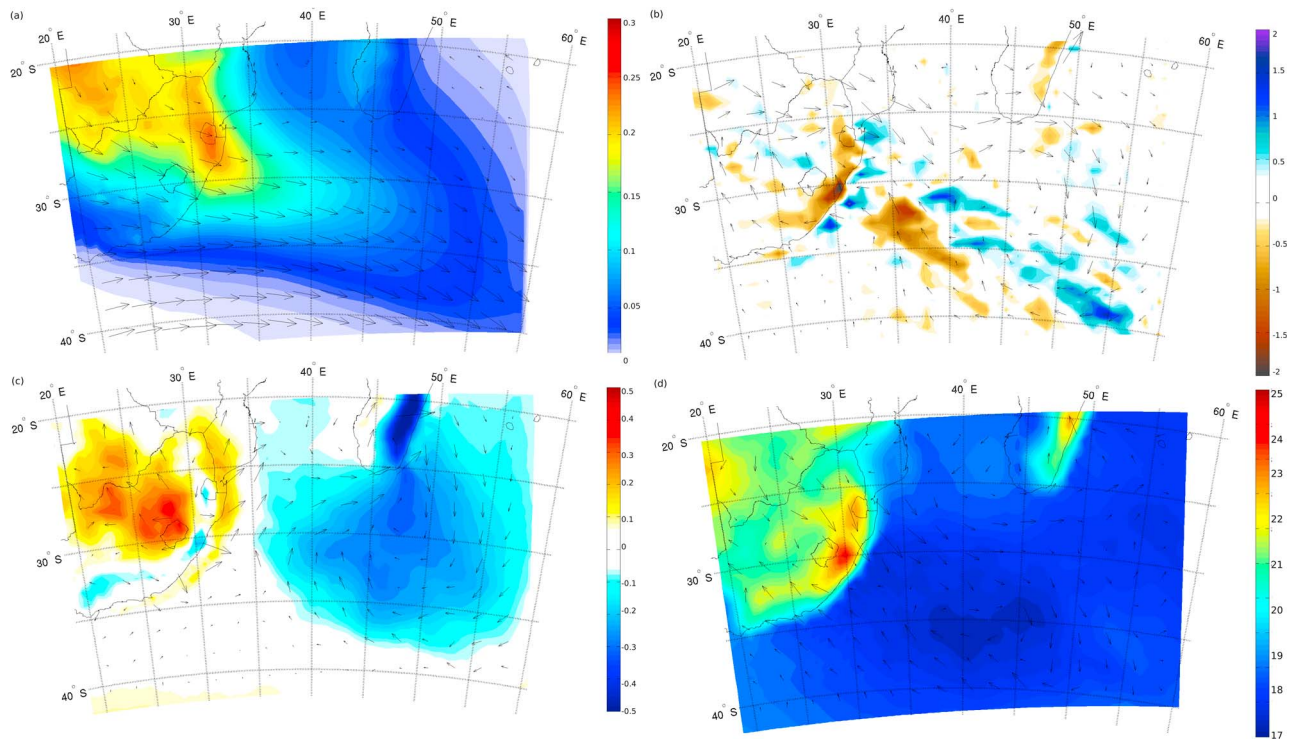 (a)
20° E
30° E
40° E
50° E
60° E
20° S
30° S
40° S
0.3
0.25
0.2
0.15
0.1
0.05
0
(b)
20° E
30° E
40° E
50° E
60° E
20° S
30° S
40° S
2
1.5
1
0.5
0
-0.5
-1
-1.5
-2
(c)
20° E
30° E
40° E
50° E
60° E
20° S
30° S
40° S
0.5
0.4
0.3
0.2
0.1
0
-0.1
-0.2
-0.3
-0.4
-0.5
(d)
20° E
30° E
40° E
50° E
60° E
20° S
30° S
40° S
25
24
23
22
21
20
19
18
17